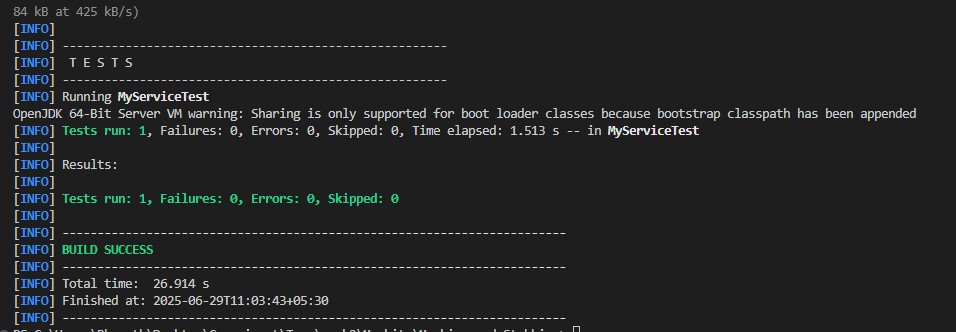 84 kB at 425 kB/s)
[INFO]
[INFO] -------------------------------------------------------
[INFO]  T E S T S
[INFO] -------------------------------------------------------
[INFO] Running MyServiceTest
OpenJDK 64-Bit Server VM warning: Sharing is only supported for boot loader classes because bootstrap classpath has been appended
[INFO] Tests run: 1, Failures: 0, Errors: 0, Skipped: 0, Time elapsed: 1.513 s -- in MyServiceTest
[INFO]
[INFO] Results:
[INFO]
[INFO] Tests run: 1, Failures: 0, Errors: 0, Skipped: 0
[INFO]
[INFO] ------------------------------------------------------------------------
[INFO] BUILD SUCCESS
[INFO] ------------------------------------------------------------------------
[INFO] Total time:  26.914 s
[INFO] Finished at: 2025-06-29T11:03:43+05:30
[INFO] ------------------------------------------------------------------------